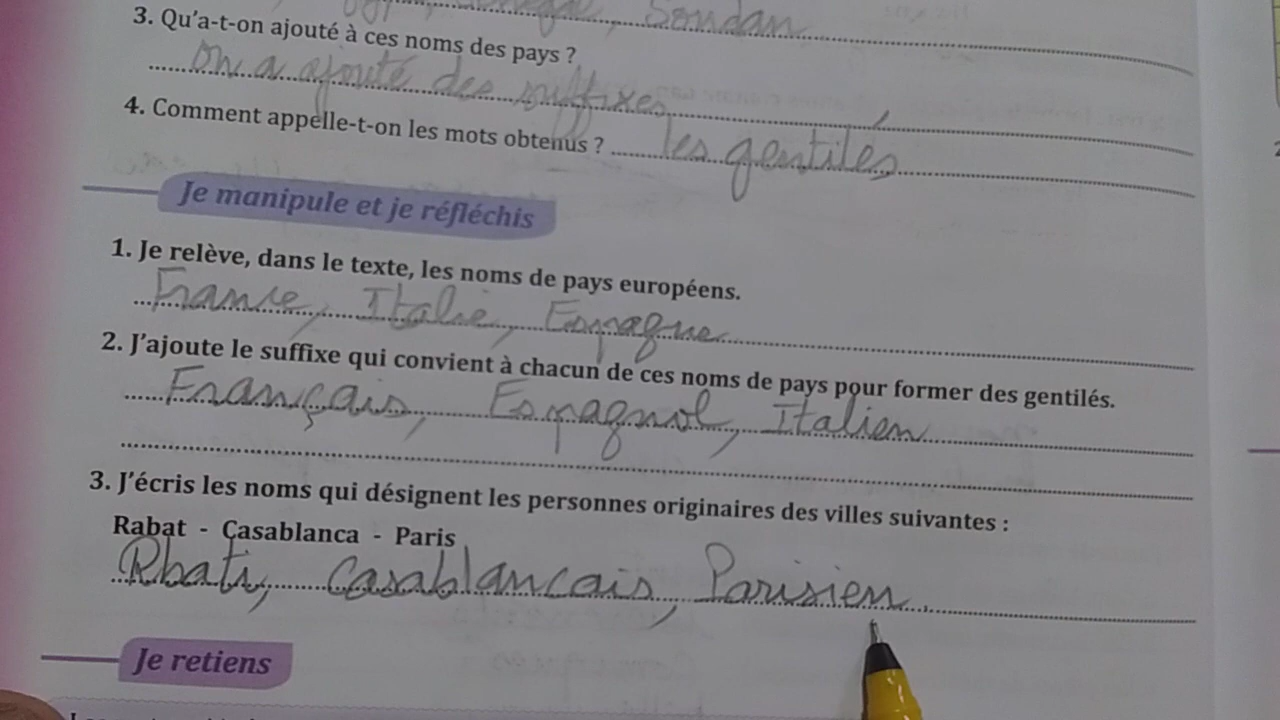 Soudan
3. Qu'a-t-on ajouté à ces noms des pays ?
On a ajouté des suffixes
4. Comment appelle-t-on les mots obtenus ? les gentilés
Je manipule et je réfléchis
1. Je relève, dans le texte, les noms de pays européens.
France, Italie, Espagne
2. J'ajoute le suffixe qui convient à chacun de ces noms de pays pour former des gentilés.
Français, Espagnol, Italien
3. J'écris les noms qui désignent les personnes originaires des villes suivantes :
Rabat - Casablanca - Paris
Rbati, Casablancais, Parisien.
Je retiens